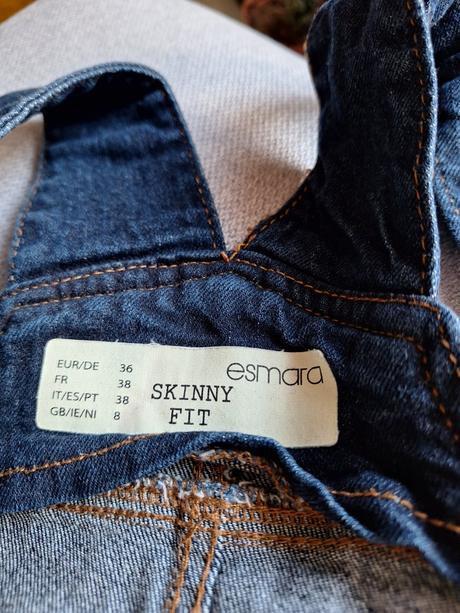 EUR/DE 36
FR 38
IT/ES/PT 38
GB/IE/NI 8
esmara
SKINNY
FIT